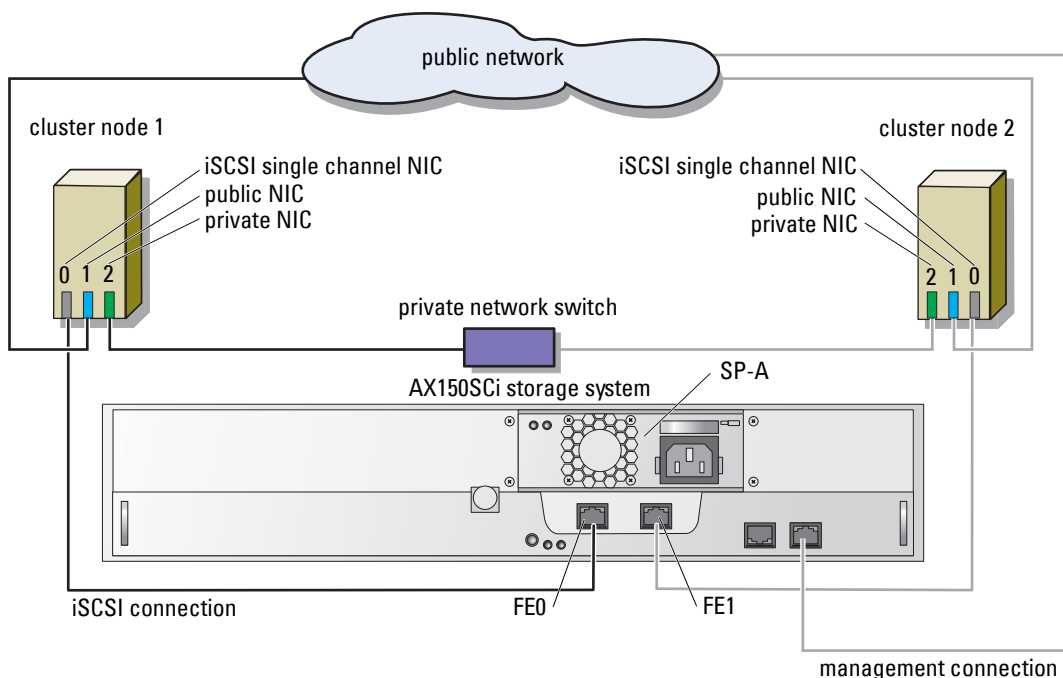 public network
cluster node 1
cluster node 2
iSCSI single channel NIC
public NIC
private NIC
iSCSI single channel NIC
public NIC
private NIC
0 1 2
2 1 0
private network switch
SP-A
AX150SCi storage system
iSCSI connection
FE0
FE1
management connection